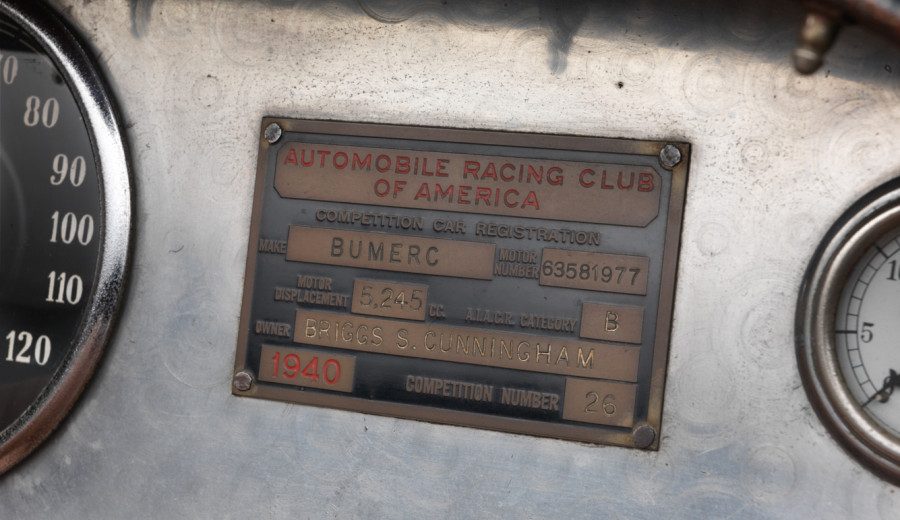 AUTOMOBILE RACING CLUB
OF AMERICA
COMPETITION CAR REGISTRATION
MAKE BUMERC MOTOR NUMBER 63581977
MOTOR DISPLACEMENT 5,245 CC. A.I.A.C.R. CATEGORY B
OWNER BRIGGS S. CUNNINGHAM
1940 COMPETITION NUMBER 26
80
90
100
110
120
10
5